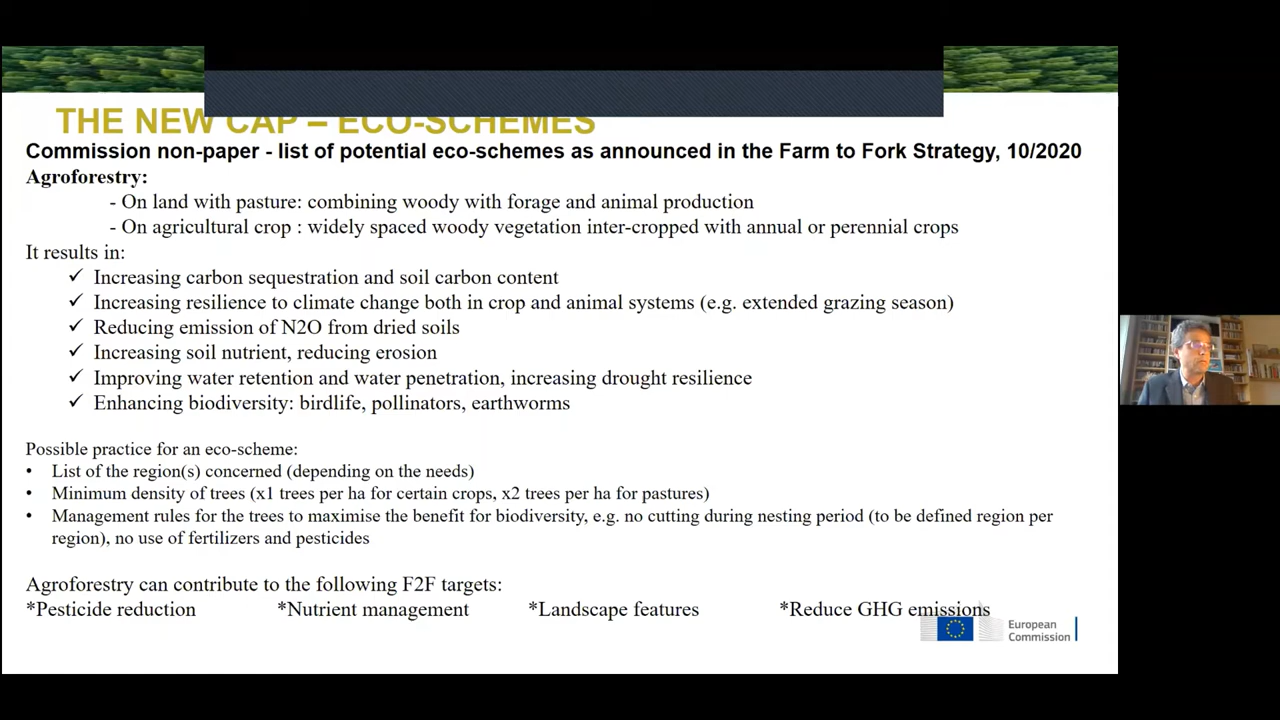 THE NEW CAP – ECO-SCHEMES
Commission non-paper - list of potential eco-schemes as announced in the Farm to Fork Strategy, 10/2020
Agroforestry:
- On land with pasture: combining woody with forage and animal production
- On agricultural crop : widely spaced woody vegetation inter-cropped with annual or perennial crops
It results in:
✓ Increasing carbon sequestration and soil carbon content
✓ Increasing resilience to climate change both in crop and animal systems (e.g. extended grazing season)
✓ Reducing emission of N2O from dried soils
✓ Increasing soil nutrient, reducing erosion
✓ Improving water retention and water penetration, increasing drought resilience
✓ Enhancing biodiversity: birdlife, pollinators, earthworms
Possible practice for an eco-scheme:
• List of the region(s) concerned (depending on the needs)
• Minimum density of trees (x1 trees per ha for certain crops, x2 trees per ha for pastures)
• Management rules for the trees to maximise the benefit for biodiversity, e.g. no cutting during nesting period (to be defined region per
region), no use of fertilizers and pesticides
Agroforestry can contribute to the following F2F targets:
*Pesticide reduction *Nutrient management *Landscape features *Reduce GHG emissions
European
Commission